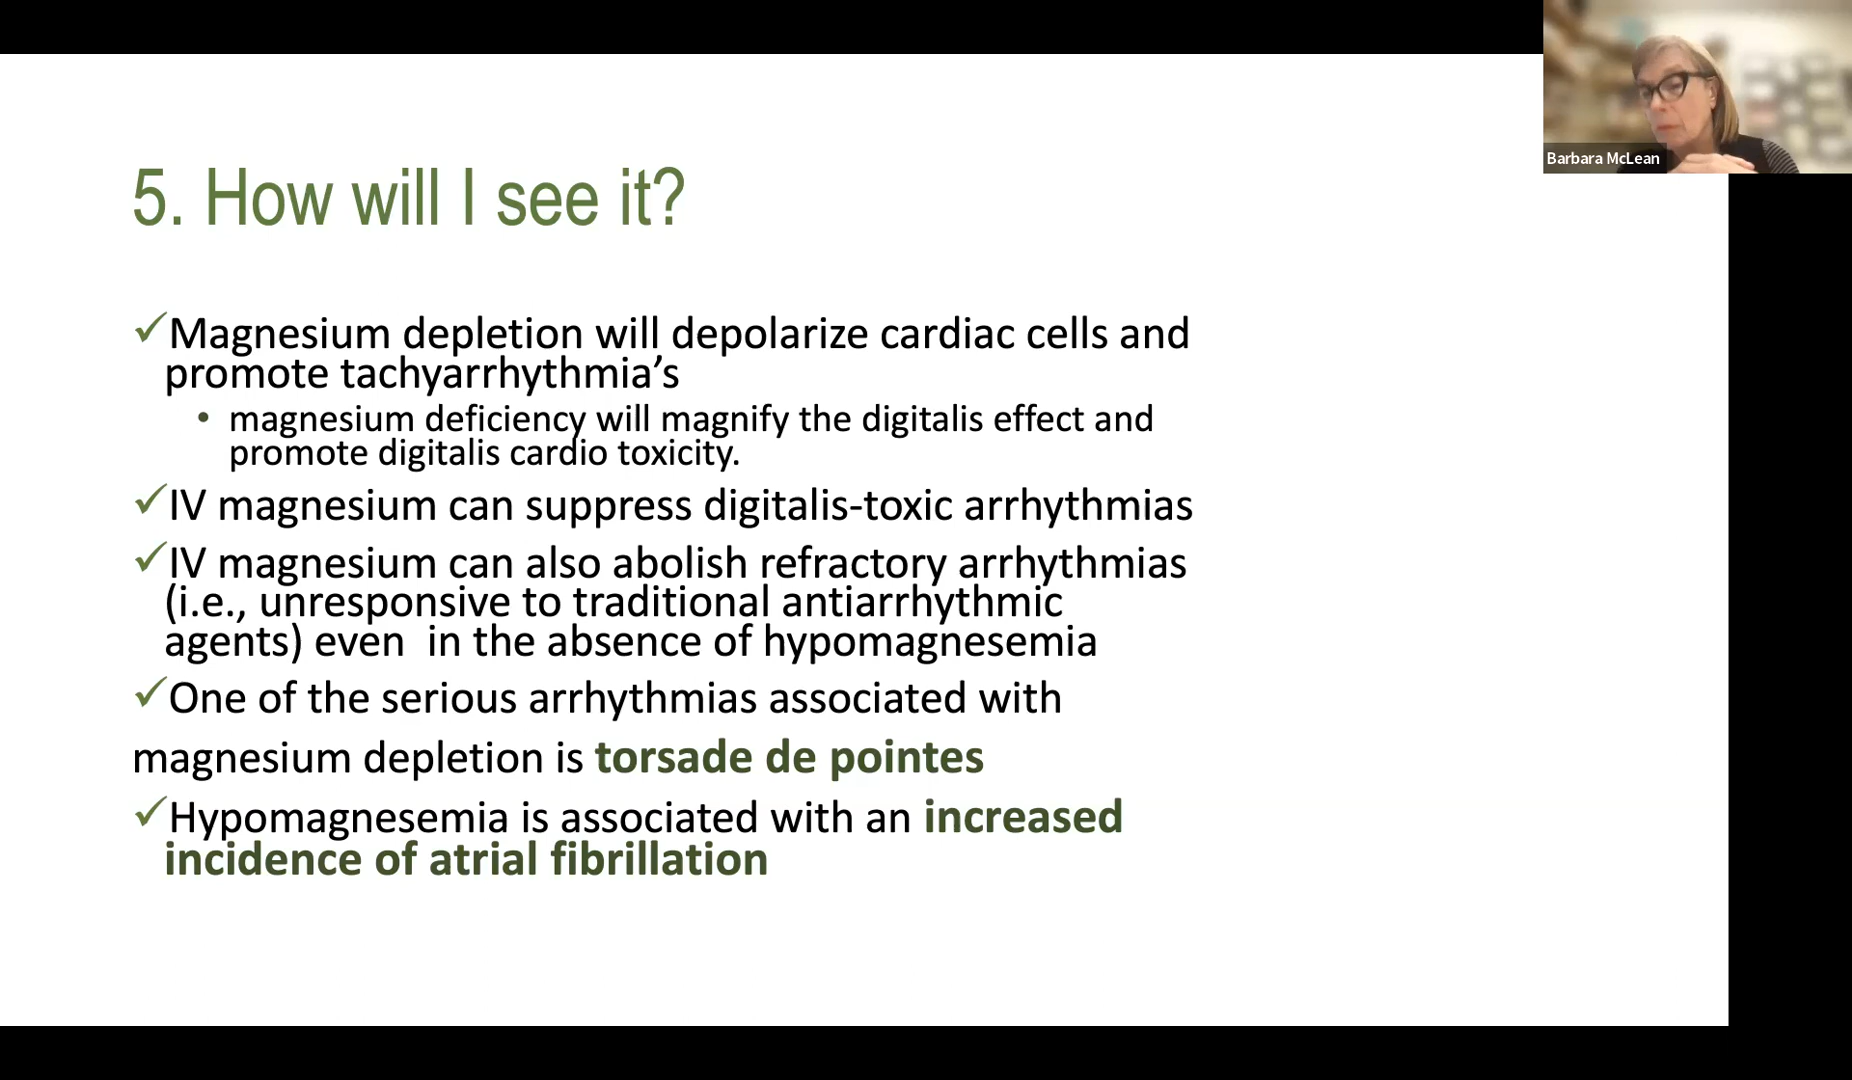 Barbara McLean
5. How will I see it?
✓Magnesium depletion will depolarize cardiac cells and
promote tachyarrhythmia’s
• magnesium deficiency will magnify the digitalis effect and
promote digitalis cardio toxicity.
✓IV magnesium can suppress digitalis-toxic arrhythmias
✓IV magnesium can also abolish refractory arrhythmias
(i.e., unresponsive to traditional antiarrhythmic
agents) even  in the absence of hypomagnesemia
✓One of the serious arrhythmias associated with
magnesium depletion is torsade de pointes
✓Hypomagnesemia is associated with an increased
incidence of atrial fibrillation